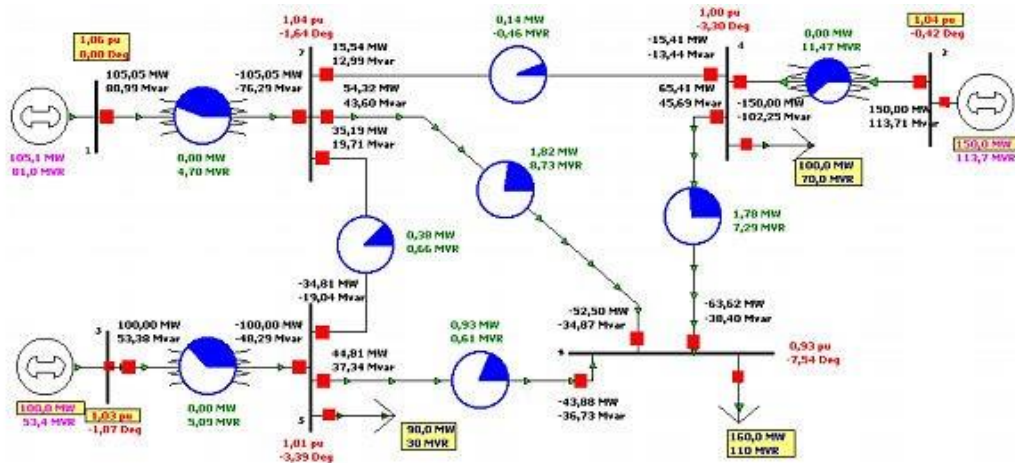 0,14 MW
-0,46 MVR
1,04 pu
-1,64 Deg
1,00 pu
-3,30 Deg
0,00 MW
11,47 MVR
1,04 pu
-0,42 Deg
1,06 pu
0,00 Deg
15,54 MW
12,99 Mvar
-15,41 MW
-13,44 Mvar
4
2
105,05 MW
80,99 Mvar
-105,05 MW
-76,29 Mvar
54,32 MW
43,60 Mvar
65,41 MW
45,69 Mvar
-150,00 MW
-102,25 Mvar
150,00 MW
113,71 Mvar
35,19 MW
19,71 Mvar
1
105,1 MW
81,0 MVR
0,00 MW
4,70 MVR
1,82 MW
8,73 MVR
100,0 MW
70,0 MVR
150,0 MW
113,7 MVR
1,78 MW
7,29 MVR
0,38 MW
0,66 MVR
-34,81 MW
-19,04 Mvar
3
100,00 MW
53,38 Mvar
-100,00 MW
-48,29 Mvar
0,93 MW
0,61 MVR
-52,50 MW
-34,87 Mvar
-63,62 MW
-38,40 Mvar
44,81 MW
37,34 Mvar
0,93 pu
-7,54 Deg
100,0 MW
53,4 MVR
1,03 pu
-1,07 Deg
0,00 MW
5,09 MVR
5
90,0 MW
30 MVR
-43,88 MW
-36,73 Mvar
160,0 MW
110 MVR
1,01 pu
-3,39 Deg